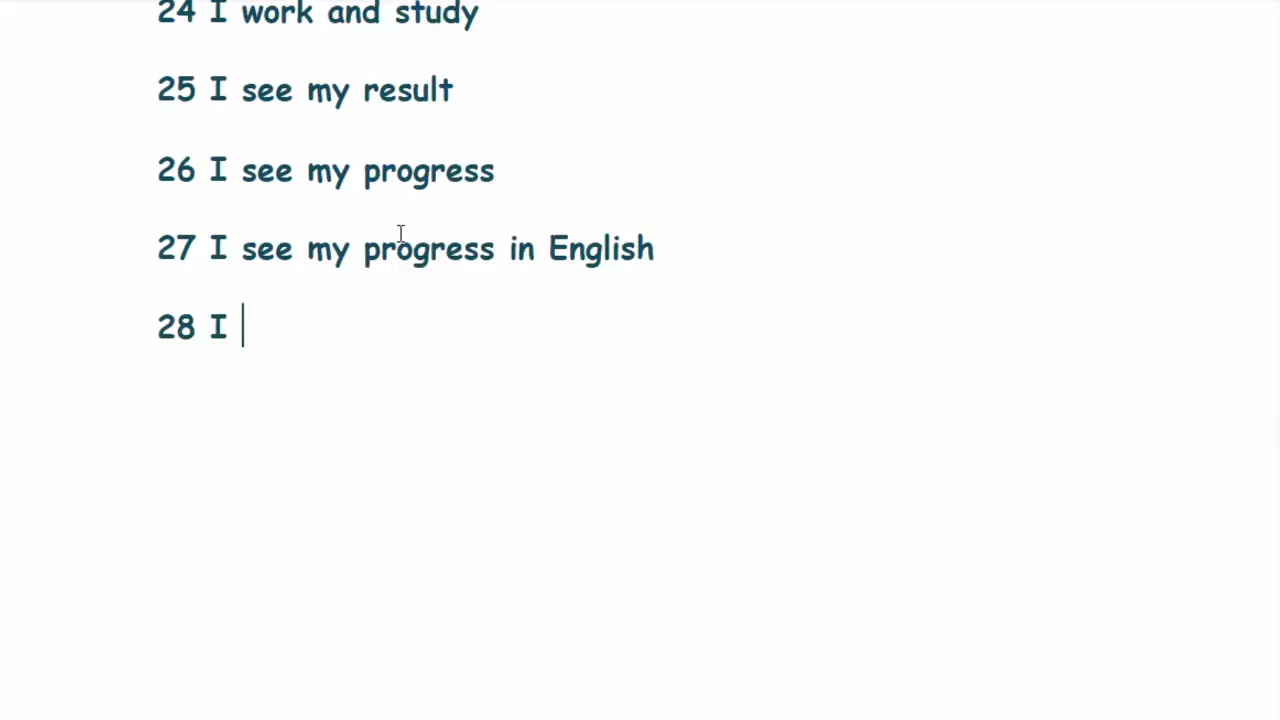 24 I work and study
25 I see my result
26 I see my progress
27 I see my progress in English
28 I